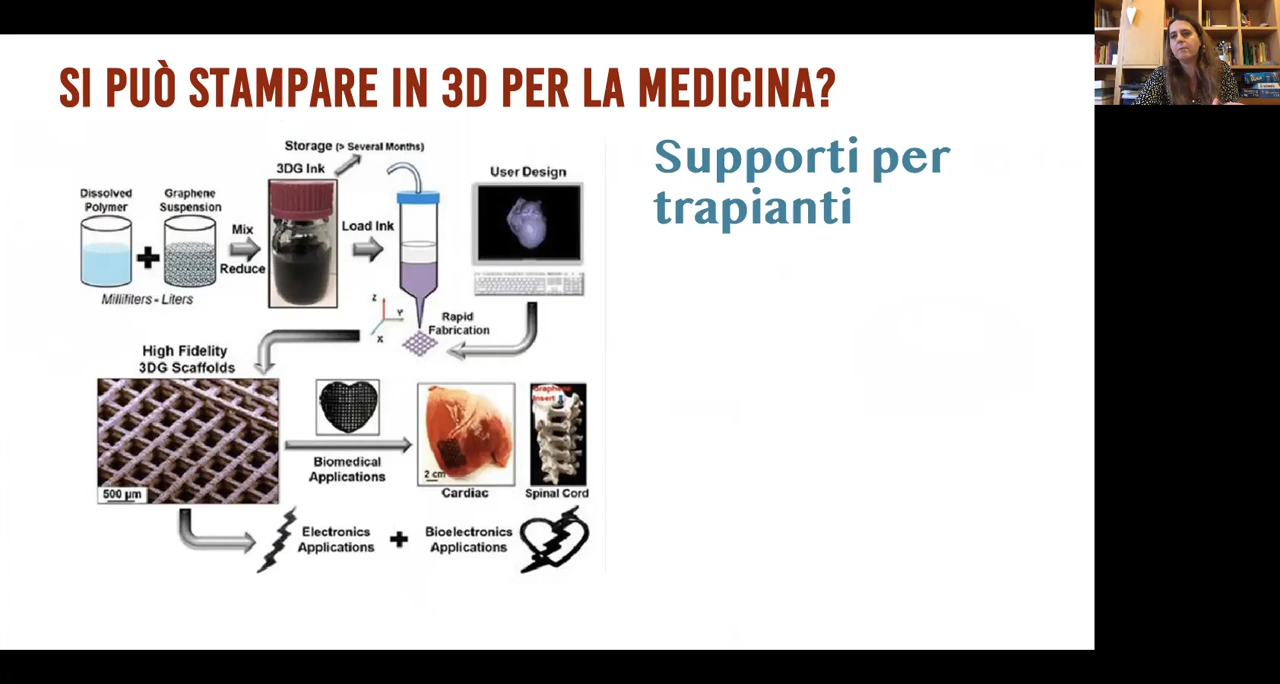 SI PUÒ STAMPARE IN 3D PER LA MEDICINA?
Supporti per
trapianti
Storage (> Several Months)
3DG Ink
User Design
Dissolved
Polymer
Graphene
Suspension
Mix
Reduce
Load Ink
Milliliters - Liters
Z
Y
X
Rapid
Fabrication
High Fidelity
3DG Scaffolds
500 µm
Biomedical
Applications
2 cm
Cardiac
Graphene
Insert
Spinal Cord
Electronics
Applications
Bioelectronics
Applications